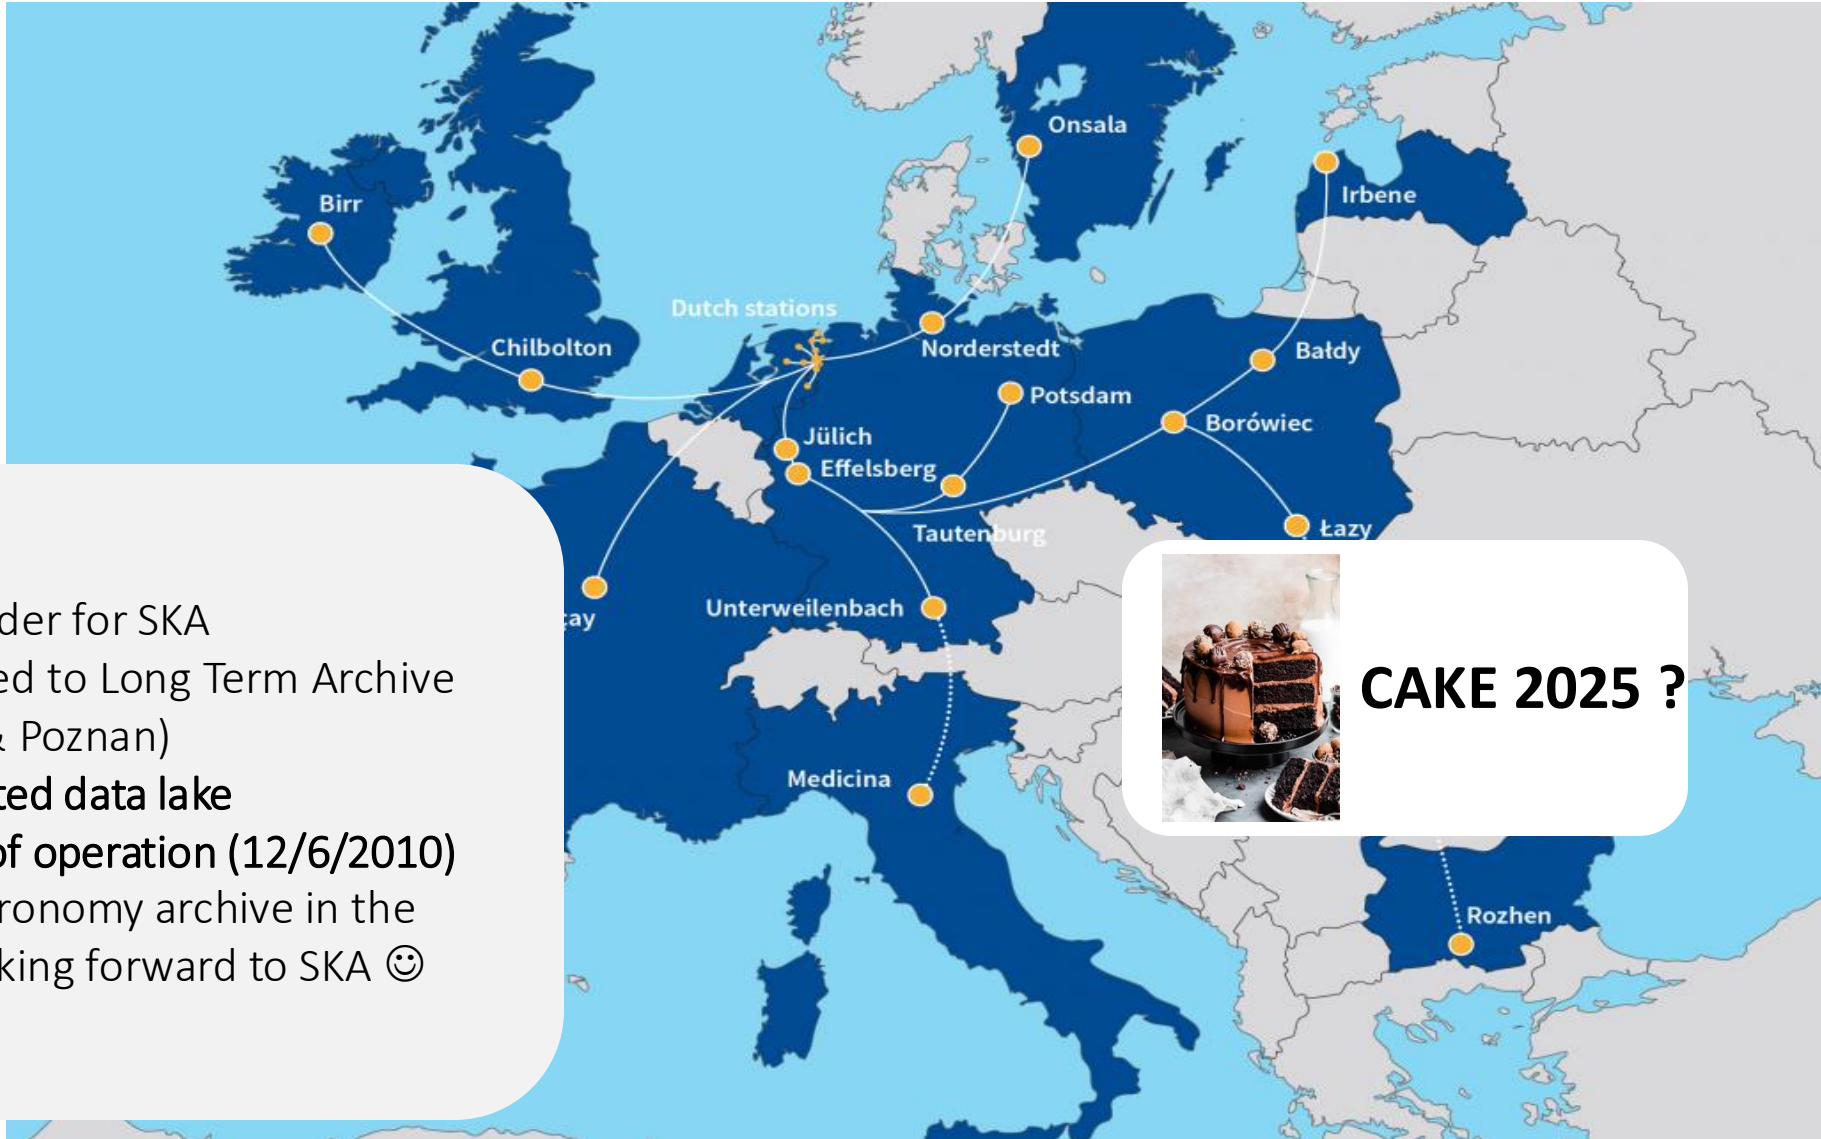 Onsala
Irbene
Birr
Dutch stations
Chilbolton
Norderstedt
Bałdy
Potsdam
Borówiec
Jülich
Effelsberg
Łazy
Tautenburg
Unterweilenbach
çay
Medicina
Rozhen
der for SKA
ed to Long Term Archive
& Poznan)
ted data lake
of operation (12/6/2010)
ronomy archive in the
king forward to SKA ☺
CAKE 2025 ?